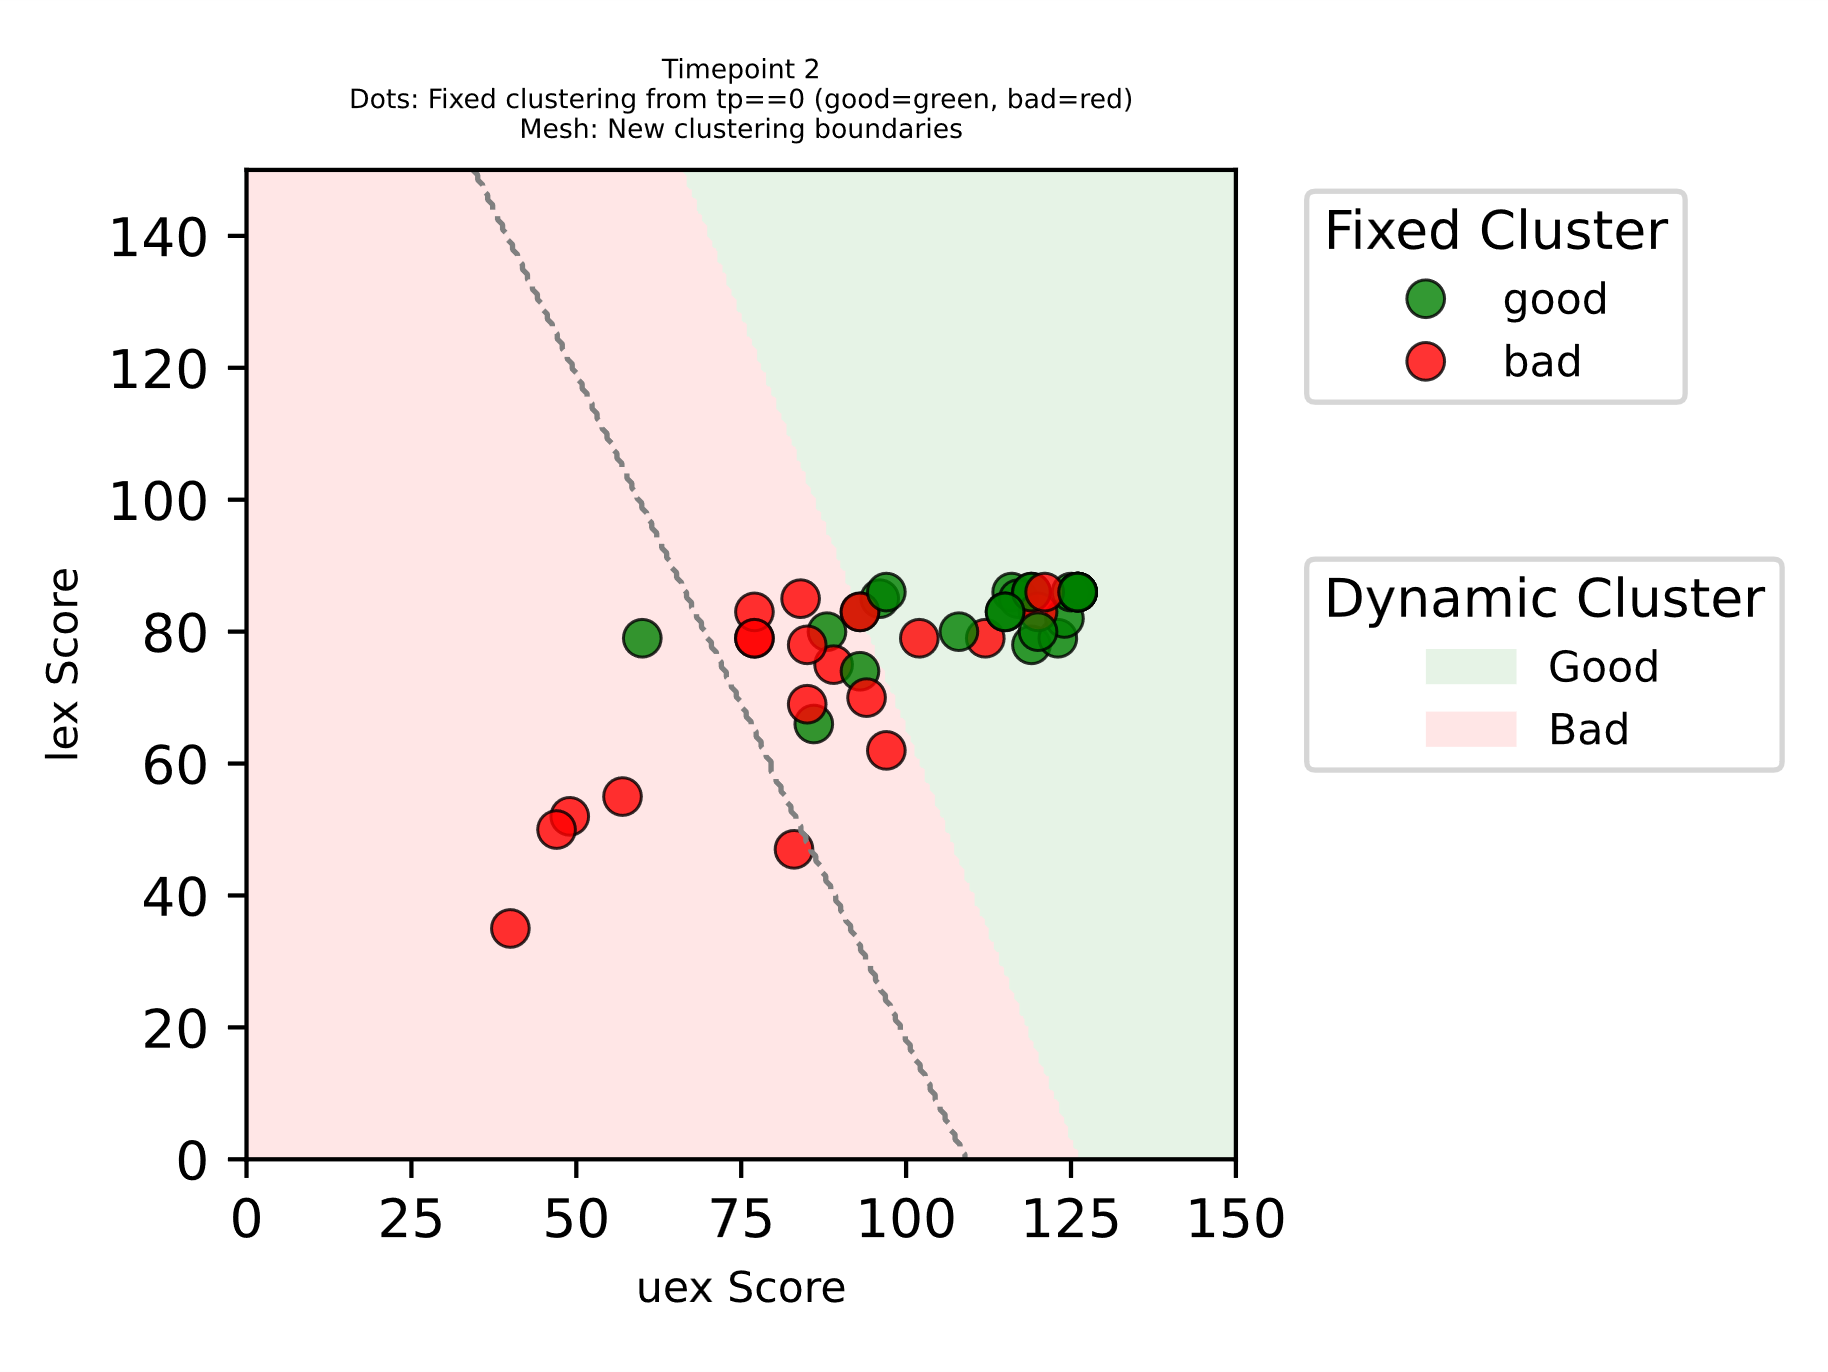 Timepoint 2
Dots: Fixed clustering from tp==0 (good=green, bad=red)
Mesh: New clustering boundaries
140
120
100
80
60
40
20
0
lex Score
0 25 50 75 100 125 150
uex Score
Fixed Cluster
good
bad
Dynamic Cluster
Good
Bad